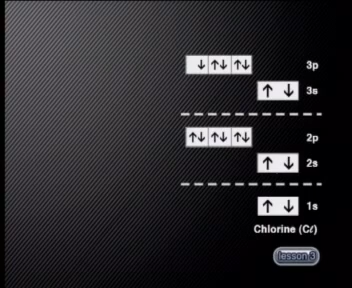 ↓ ↑↓ ↑↓ 3p
↑ ↓ 3s
↑↓ ↑↓ ↑↓ 2p
↑ ↓ 2s
↑ ↓ 1s
Chlorine (Cℓ)
lesson 3